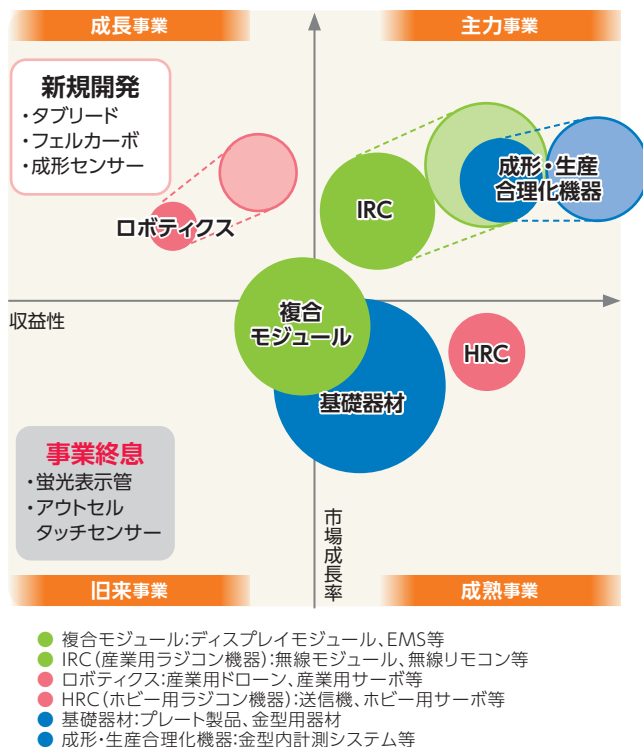 成長事業
主力事業
新規開発
・タブリード
・フェルカーボ
・成形センサー
ロボティクス
IRC
成形・生産
合理化機器
収益性
複合
モジュール
HRC
基礎器材
事業終息
・蛍光表示管
・アウトセル
タッチセンサー
市場成長率
旧来事業
成熟事業
複合モジュール:ディスプレイモジュール、EMS等
IRC(産業用ラジコン機器):無線モジュール、無線リモコン等
ロボティクス:産業用ドローン、産業用サーボ等
HRC(ホビー用ラジコン機器):送信機、ホビー用サーボ等
基礎器材:プレート製品、金型用器材
成形・生産合理化機器:金型内計測システム等